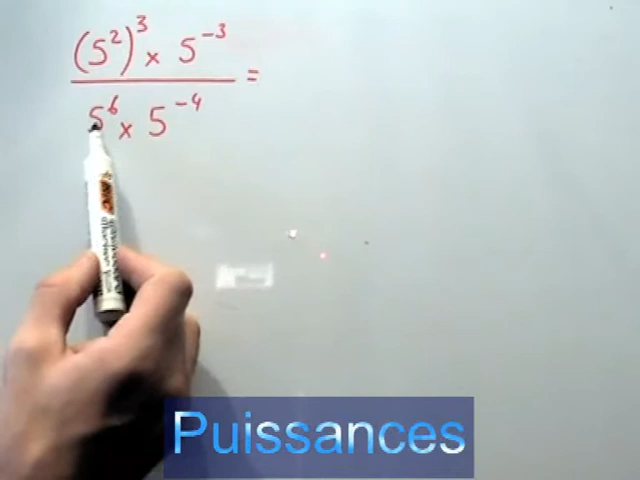 (5²)³ × 5⁻³ =
5⁶ × 5⁻⁴
Puissances